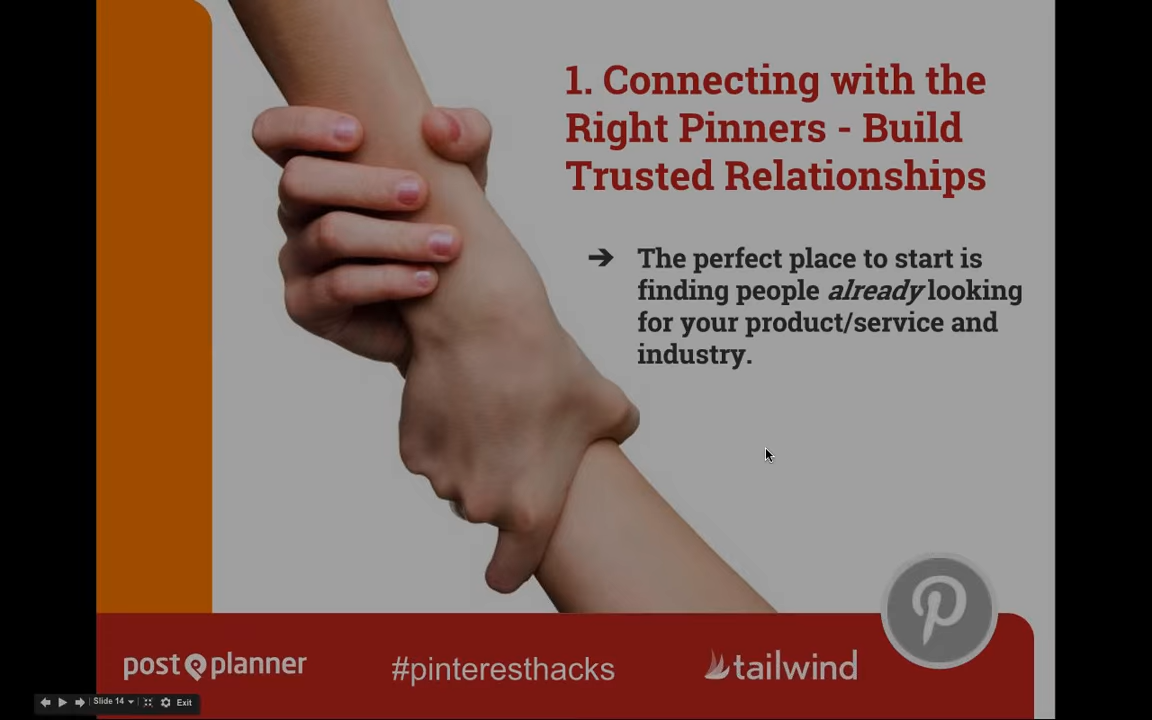 1. Connecting with the
Right Pinners - Build
Trusted Relationships
➔ The perfect place to start is
finding people already looking
for your product/service and
industry.
post planner
#pinteresthacks
tailwind
Slide 14
Exit